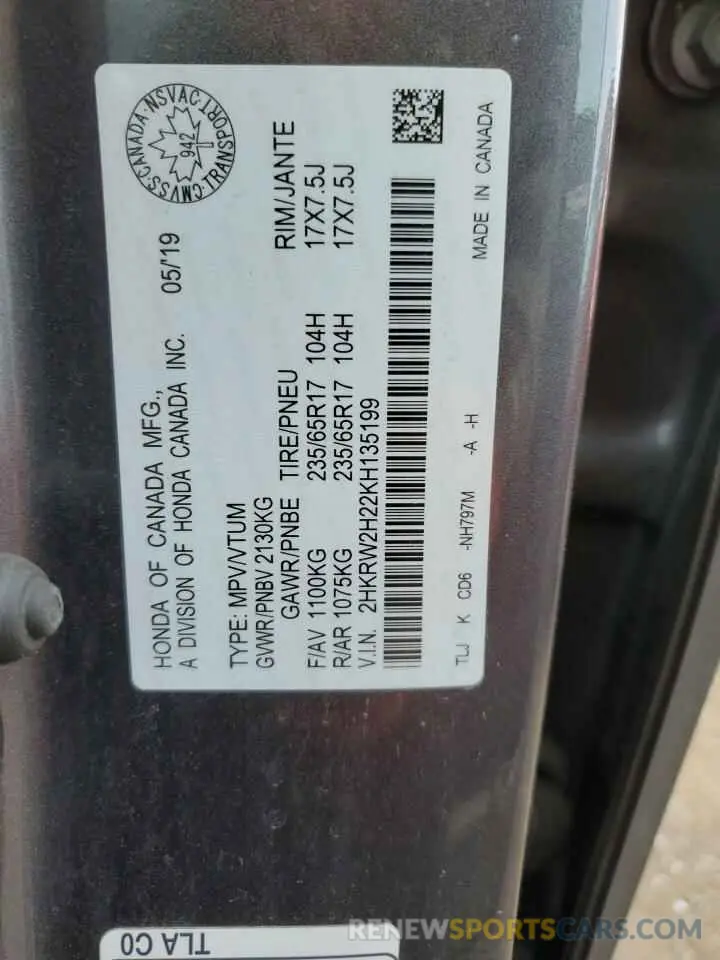 HONDA OF CANADA MFG.,
A DIVISION OF HONDA CANADA INC. 05/'19
CMVSS·CANADA·NSVAC·TRANSPORT·
942
TYPE: MPV/VTUM
GVWR/PNBV 2130KG
GAWR/PNBE TIRE/PNEU RIM/JANTE
F/AV 1100KG 235/65R17 104H 17X7.5J
R/AR 1075KG 235/65R17 104H 17X7.5J
V.I.N. 2HKRW2H22KH135199
TLJ K CD6 -NH797M -A -H MADE IN CANADA
TLA C0
RENEWSPORTSCARS.COM